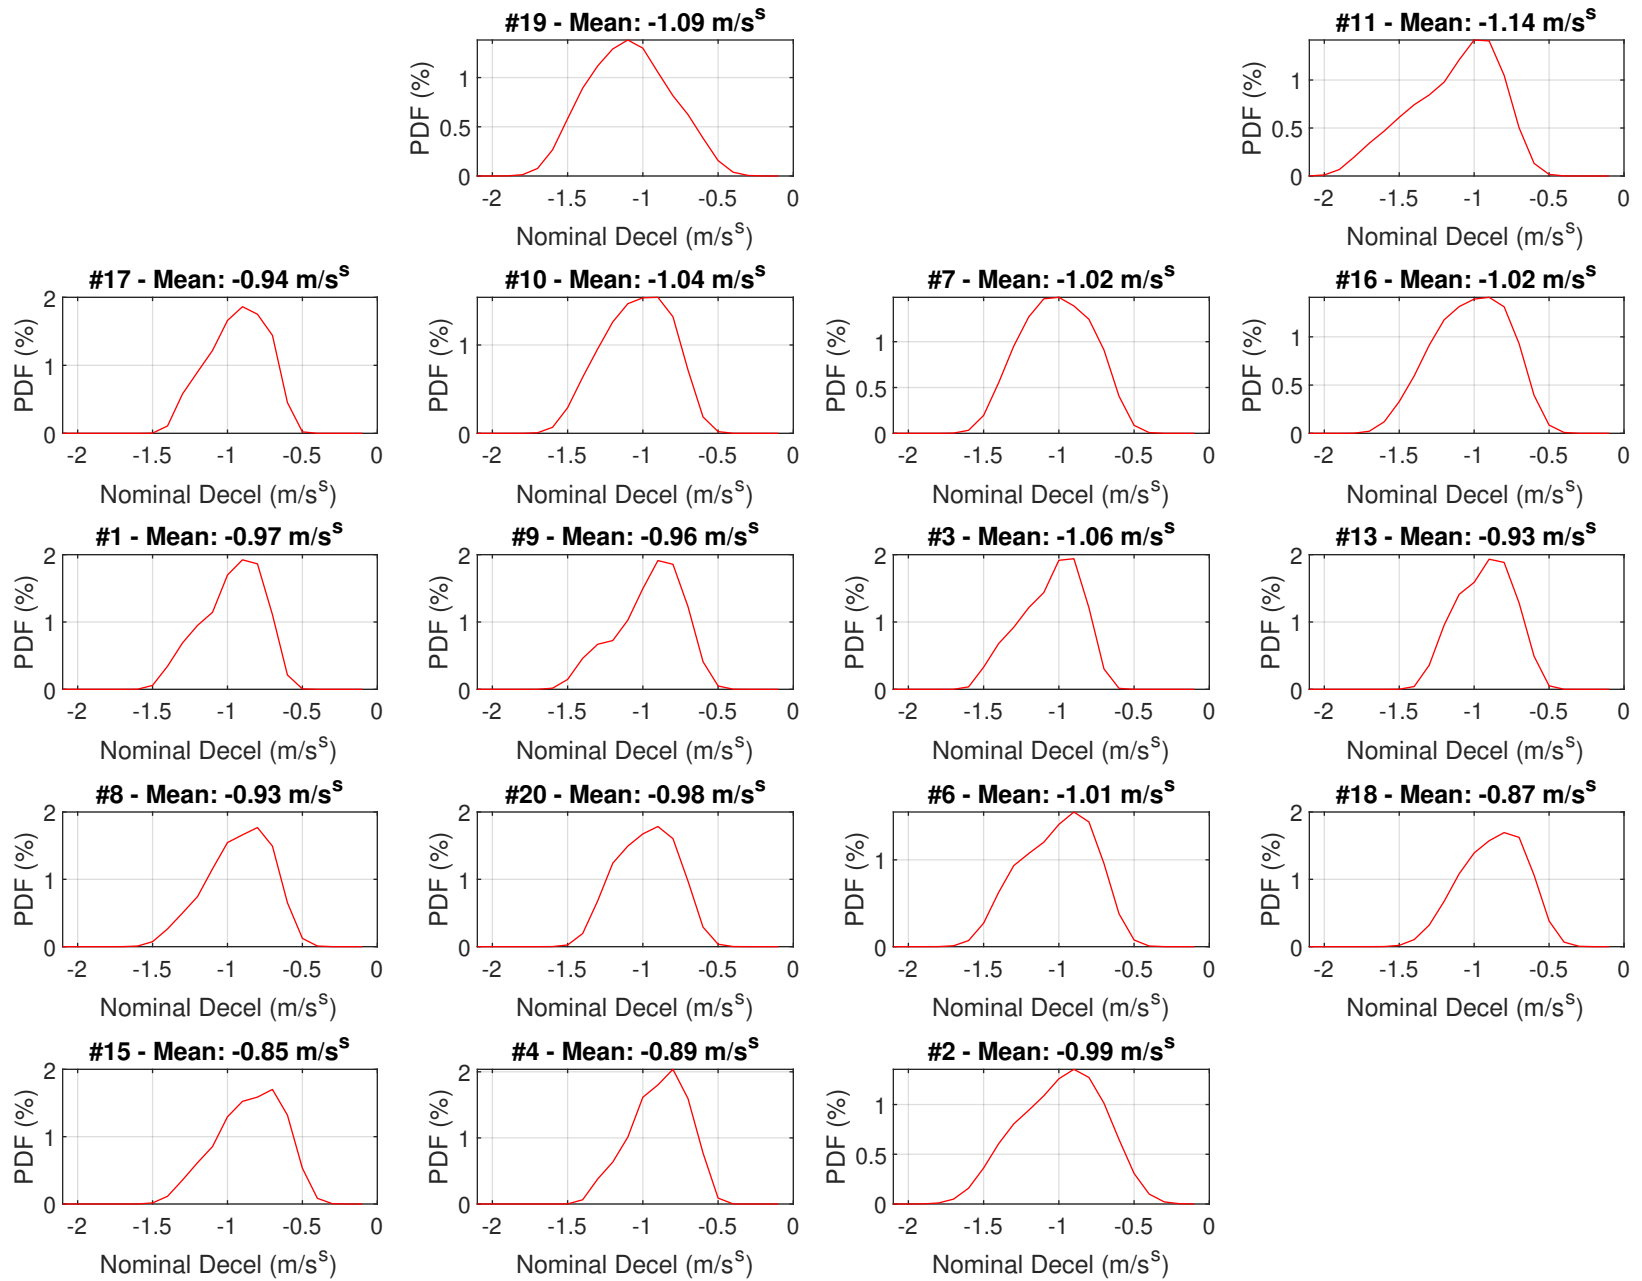 #19 - Mean: -1.09 m/s^s
PDF (%)
1
0.5
0
-2 -1.5 -1 -0.5 0
Nominal Decel (m/s^s)
#11 - Mean: -1.14 m/s^s
PDF (%)
1
0.5
0
-2 -1.5 -1 -0.5 0
Nominal Decel (m/s^s)
#17 - Mean: -0.94 m/s^s
PDF (%)
2
1
0
-2 -1.5 -1 -0.5 0
Nominal Decel (m/s^s)
#10 - Mean: -1.04 m/s^s
PDF (%)
1
0
-2 -1.5 -1 -0.5 0
Nominal Decel (m/s^s)
#7 - Mean: -1.02 m/s^s
PDF (%)
1
0.5
0
-2 -1.5 -1 -0.5 0
Nominal Decel (m/s^s)
#16 - Mean: -1.02 m/s^s
PDF (%)
1
0.5
0
-2 -1.5 -1 -0.5 0
Nominal Decel (m/s^s)
#1 - Mean: -0.97 m/s^s
PDF (%)
2
1
0
-2 -1.5 -1 -0.5 0
Nominal Decel (m/s^s)
#9 - Mean: -0.96 m/s^s
PDF (%)
2
1
0
-2 -1.5 -1 -0.5 0
Nominal Decel (m/s^s)
#3 - Mean: -1.06 m/s^s
PDF (%)
2
1
0
-2 -1.5 -1 -0.5 0
Nominal Decel (m/s^s)
#13 - Mean: -0.93 m/s^s
PDF (%)
2
1
0
-2 -1.5 -1 -0.5 0
Nominal Decel (m/s^s)
#8 - Mean: -0.93 m/s^s
PDF (%)
2
1
0
-2 -1.5 -1 -0.5 0
Nominal Decel (m/s^s)
#20 - Mean: -0.98 m/s^s
PDF (%)
2
1
0
-2 -1.5 -1 -0.5 0
Nominal Decel (m/s^s)
#6 - Mean: -1.01 m/s^s
PDF (%)
1
0
-2 -1.5 -1 -0.5 0
Nominal Decel (m/s^s)
#18 - Mean: -0.87 m/s^s
PDF (%)
2
1
0
-2 -1.5 -1 -0.5 0
Nominal Decel (m/s^s)
#15 - Mean: -0.85 m/s^s
PDF (%)
2
1
0
-2 -1.5 -1 -0.5 0
Nominal Decel (m/s^s)
#4 - Mean: -0.89 m/s^s
PDF (%)
2
1
0
-2 -1.5 -1 -0.5 0
Nominal Decel (m/s^s)
#2 - Mean: -0.99 m/s^s
PDF (%)
1
0.5
0
-2 -1.5 -1 -0.5 0
Nominal Decel (m/s^s)